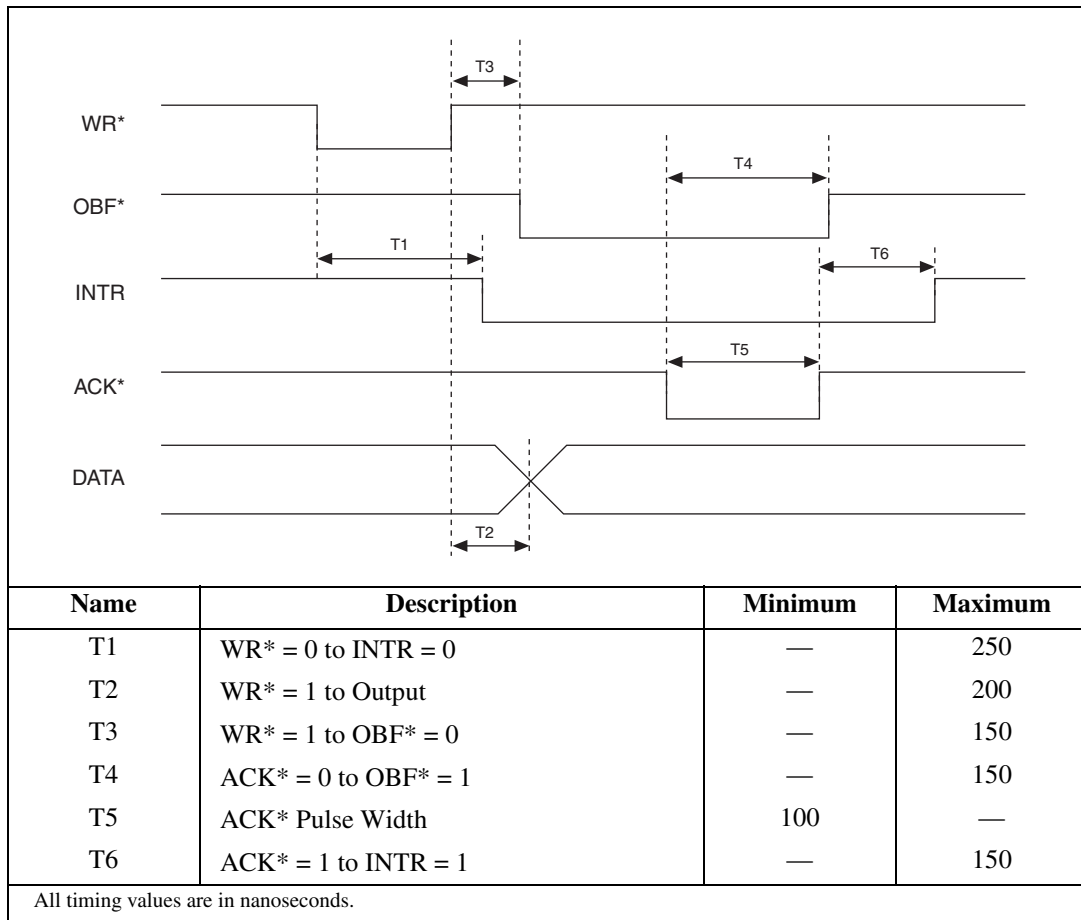 T3
WR*
T4
OBF*
T1
T6
INTR
T5
ACK*
DATA
T2
Name Description Minimum Maximum
T1 WR* = 0 to INTR = 0 — 250
T2 WR* = 1 to Output — 200
T3 WR* = 1 to OBF* = 0 — 150
T4 ACK* = 0 to OBF* = 1 — 150
T5 ACK* Pulse Width 100 —
T6 ACK* = 1 to INTR = 1 — 150
All timing values are in nanoseconds.